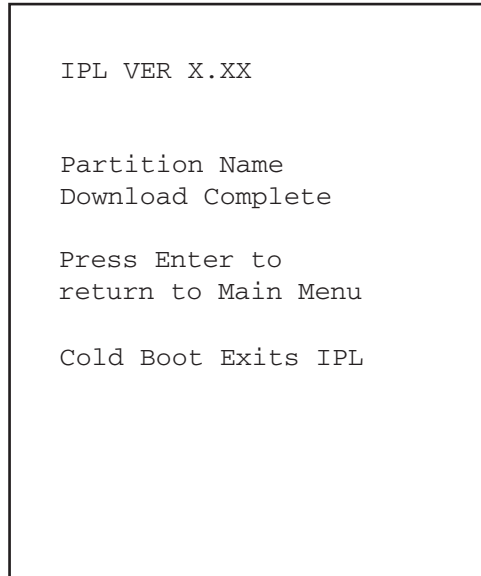 IPL VER X.XX
Partition Name
Download Complete
Press Enter to
return to Main Menu
Cold Boot Exits IPL